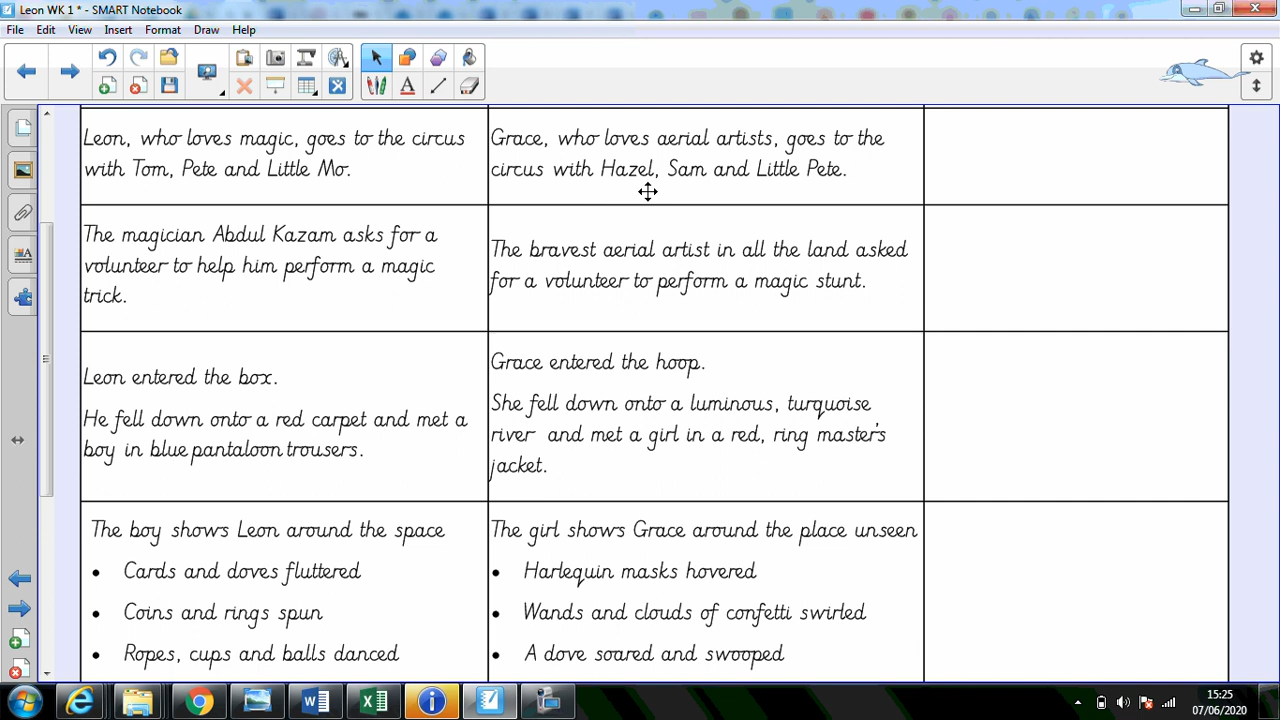 Leon WK 1 * - SMART Notebook
File Edit View Insert Format Draw Help
Leon, who loves magic, goes to the circus
with Tom, Pete and Little Mo.
Grace, who loves aerial artists, goes to the
circus with Hazel, Sam and Little Pete.
The magician Abdul Kazam asks for a
volunteer to help him perform a magic
trick.
The bravest aerial artist in all the land asked
for a volunteer to perform a magic stunt.
Leon entered the box.
He fell down onto a red carpet and met a
boy in blue pantaloon trousers.
Grace entered the hoop.
She fell down onto a luminous, turquoise
river and met a girl in a red, ring master's
jacket.
The boy shows Leon around the space
• Cards and doves fluttered
• Coins and rings spun
• Ropes, cups and balls danced
The girl shows Grace around the place unseen
• Harlequin masks hovered
• Wands and clouds of confetti swirled
• A dove soared and swooped
15:25
07/06/2020